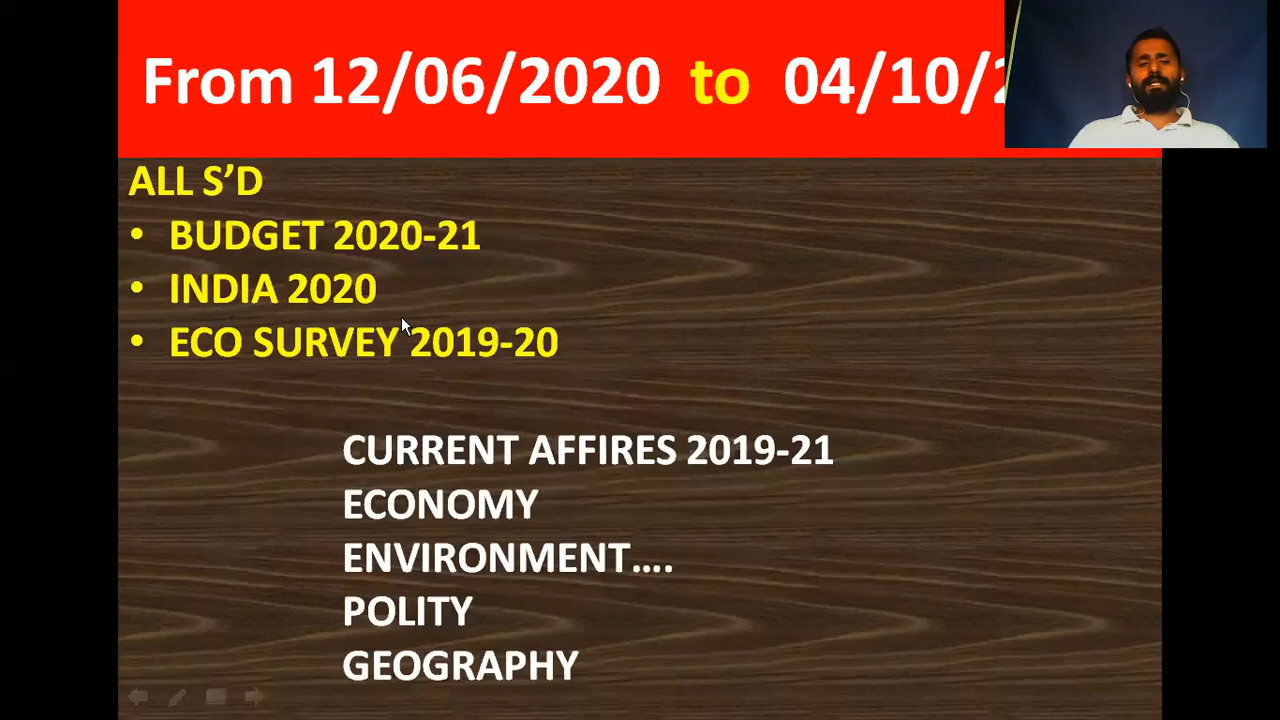 From 12/06/2020 to 04/10/2
ALL S’D
• BUDGET 2020-21
• INDIA 2020
• ECO SURVEY 2019-20
CURRENT AFFIRES 2019-21
ECONOMY
ENVIRONMENT….
POLITY
GEOGRAPHY